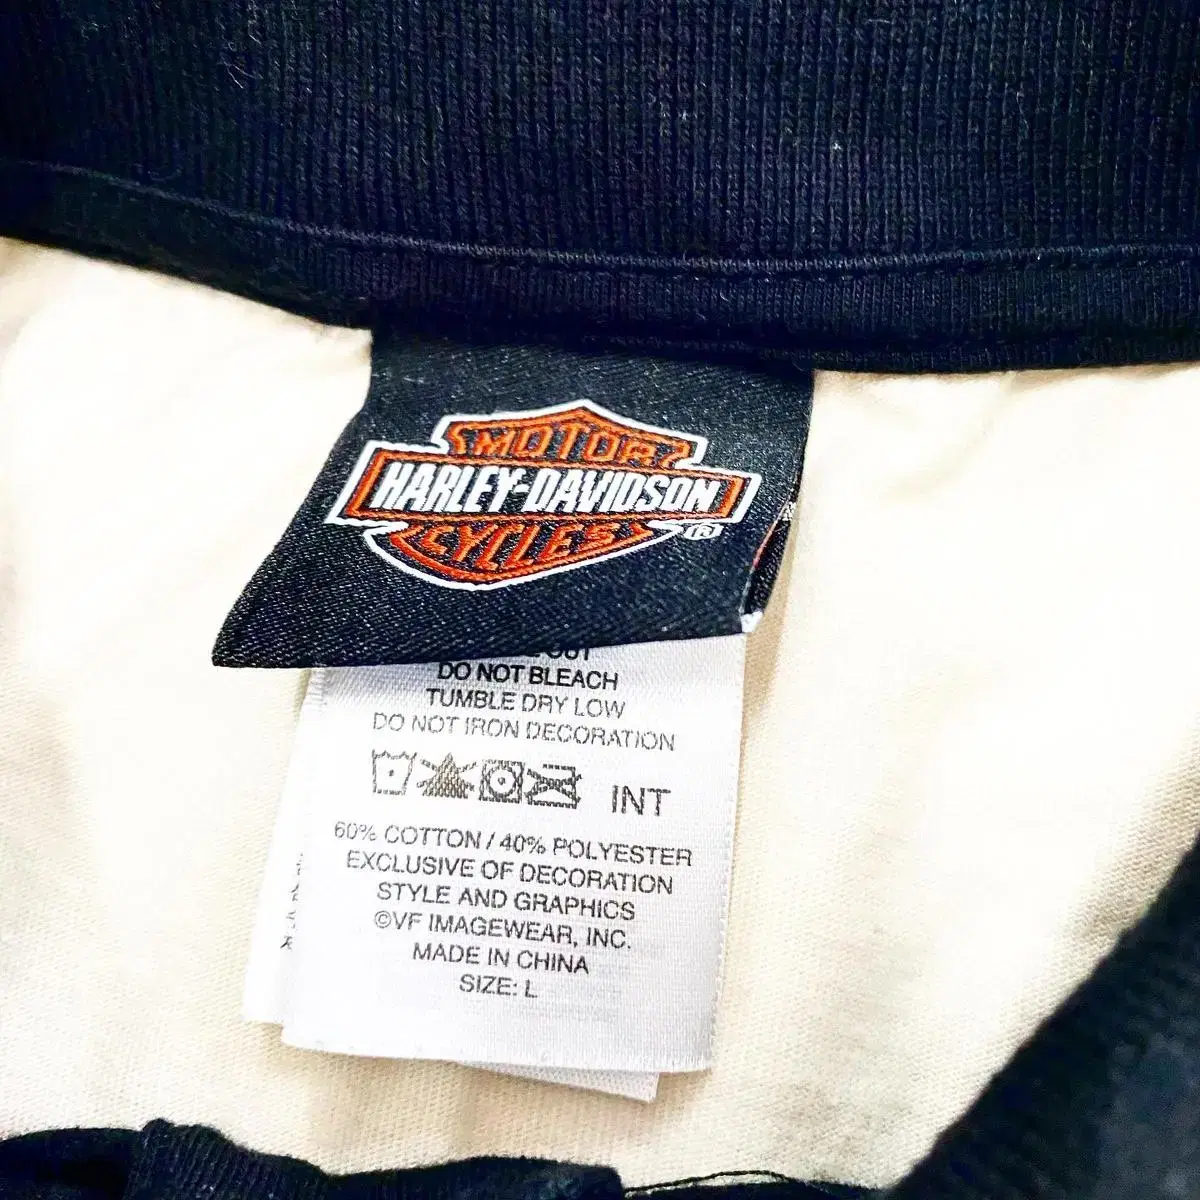 MOTOR
HARLEY-DAVIDSON
CYCLES
®
OUT
DO NOT BLEACH
TUMBLE DRY LOW
DO NOT IRON DECORATION
INT
60% COTTON / 40% POLYESTER
EXCLUSIVE OF DECORATION
STYLE AND GRAPHICS
©VF IMAGEWEAR, INC.
MADE IN CHINA
SIZE: L